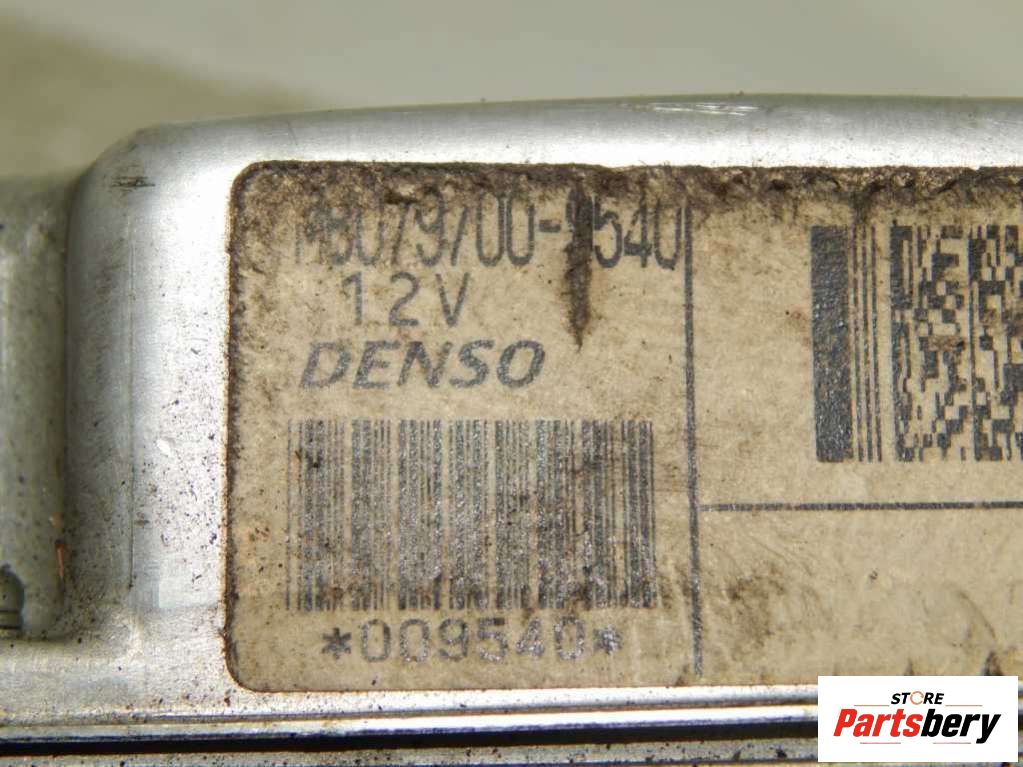 MB079700-9540
12V
DENSO
*009540*
STORE
Partsbery